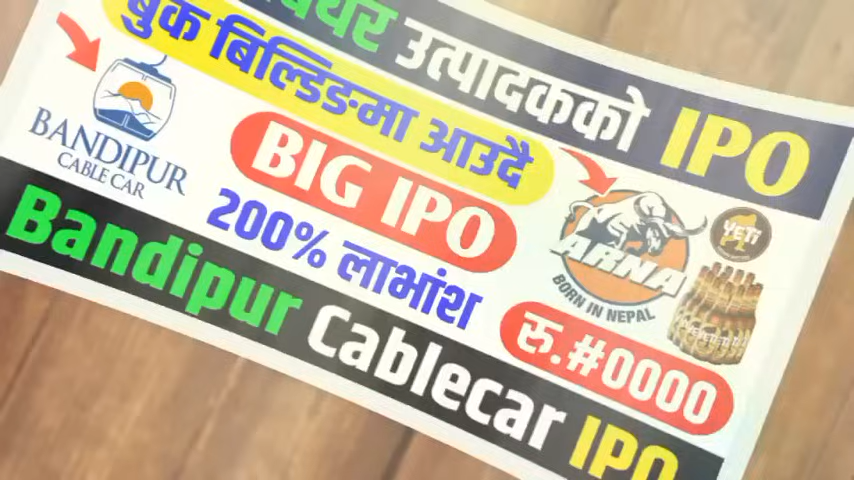 बियर उत्पादकको IPO
बुक बिल्डिङमा आउदै
BANDIPUR
CABLE CAR
BIG IPO
200% लाभांश
ARNA
BORN IN NEPAL
YETI
रु.#0000
Bandipur Cablecar IPO